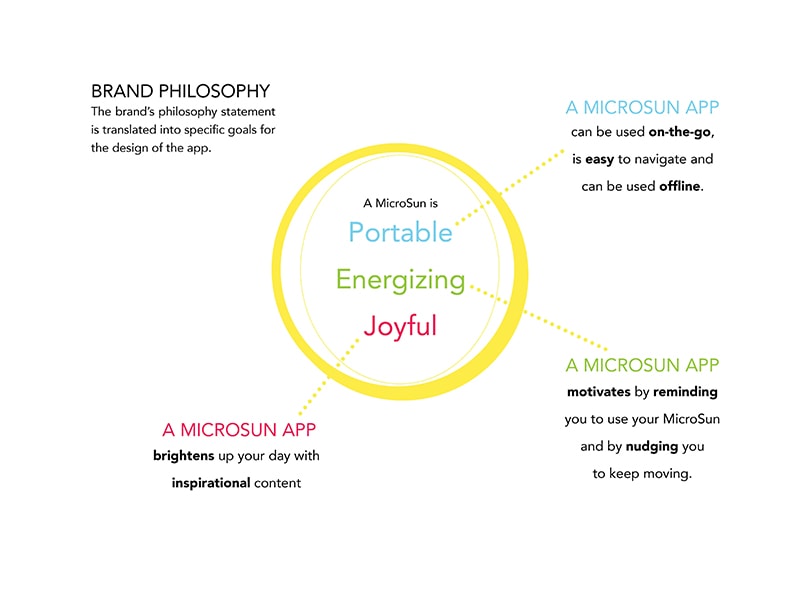 BRAND PHILOSOPHY
The brand's philosophy statement
is translated into specific goals for
the design of the app.
A MicroSun is
Portable
Energizing
Joyful
A MICROSUN APP
can be used on-the-go,
is easy to navigate and
can be used offline.
A MICROSUN APP
motivates by reminding
you to use your MicroSun
and by nudging you
to keep moving.
A MICROSUN APP
brightens up your day with
inspirational content